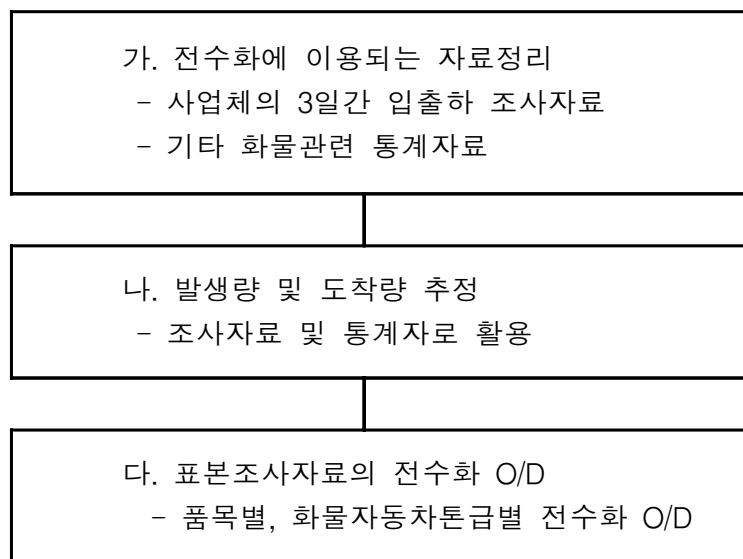 가. 전수화에 이용되는 자료정리
- 사업체의 3일간 입출하 조사자료
- 기타 화물관련 통계자료
나. 발생량 및 도착량 추정
- 조사자료 및 통계자로 활용
다. 표본조사자료의 전수화 O/D
- 품목별, 화물자동차톤급별 전수화 O/D